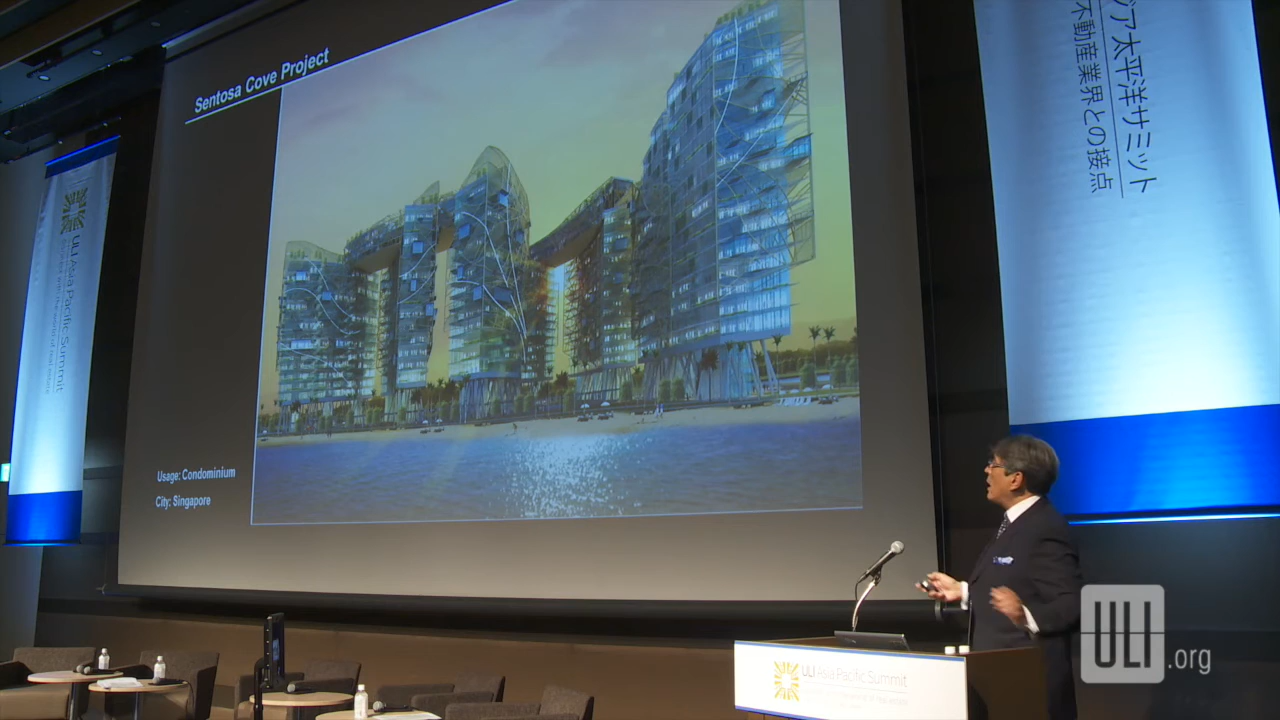 Sentosa Cove Project
Usage: Condominium
City: Singapore
ジア太平洋サミット
不動産業界との接点
ULI Asia Pacific Summit
ULI Asia Pacific Summit
ULI.org